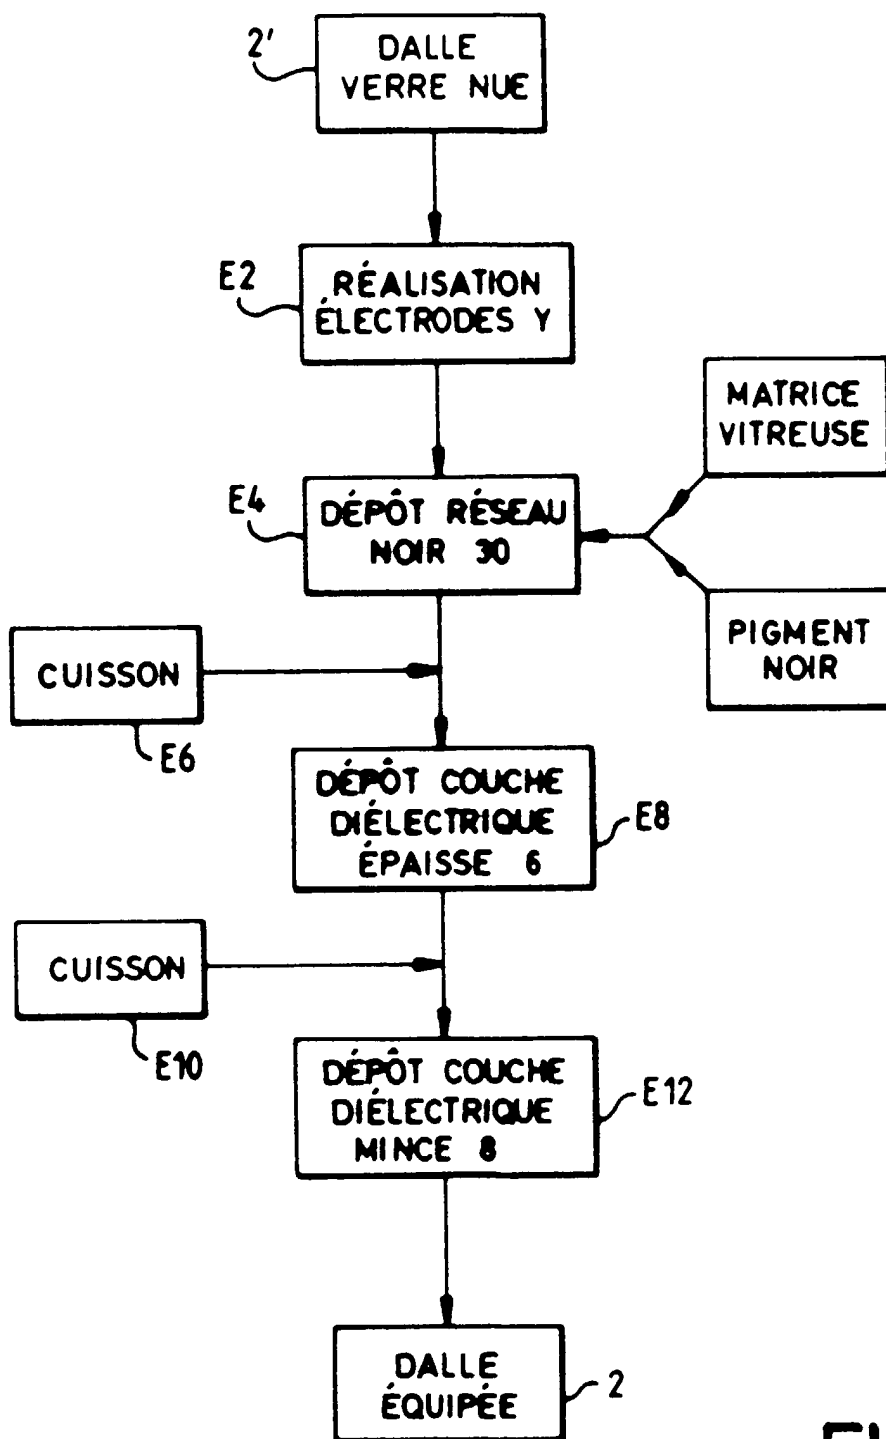 2'
DALLE
VERRE NUE
E2
RÉALISATION
ÉLECTRODES Y
MATRICE
VITREUSE
E4
DÉPÔT RÉSEAU
NOIR 30
PIGMENT
NOIR
CUISSON
E6
DÉPÔT COUCHE
DIÉLECTRIQUE
ÉPAISSE 6
E8
CUISSON
E10
DÉPÔT COUCHE
DIÉLECTRIQUE
MINCE 8
E12
DALLE
ÉQUIPÉE
2